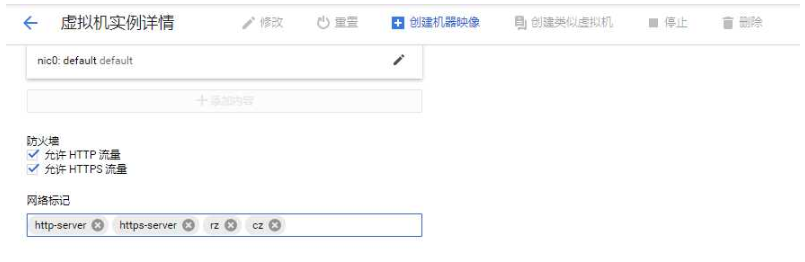 虚拟机实例详情 修改 重置 创建机器映像 创建类似虚拟机 停止 删除
nic0: default default
添加内容
防火墙
允许 HTTP 流量
允许 HTTPS 流量
网络标记
http-server https-server rz cz